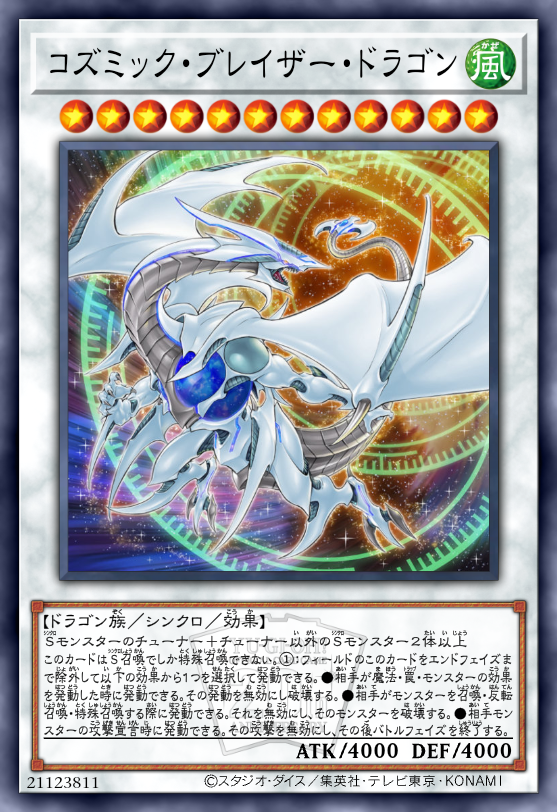 コズミック・ブレイザー・ドラゴン
風
【ドラゴン族／シンクロ／効果】
Ｓモンスターのチューナー＋チューナー以外のＳモンスター２体以上
このカードはＳ召喚でしか特殊召喚できない。①：フィールドのこのカードをエンドフェイズま
で除外して以下の効果から1つを選択して発動できる。●相手が魔法・罠・モンスターの効果
を発動した時に発動できる。その発動を無効にし破壊する。●相手がモンスターを召喚・反転
召喚・特殊召喚する際に発動できる。それを無効にし、そのモンスターを破壊する。●相手モン
スターの攻撃宣言時に発動できる。その攻撃を無効にし、その後バトルフェイズを終了する。
ATK/4000 DEF/4000
21123811 ©スタジオ・ダイス／集英社・テレビ東京・KONAMI